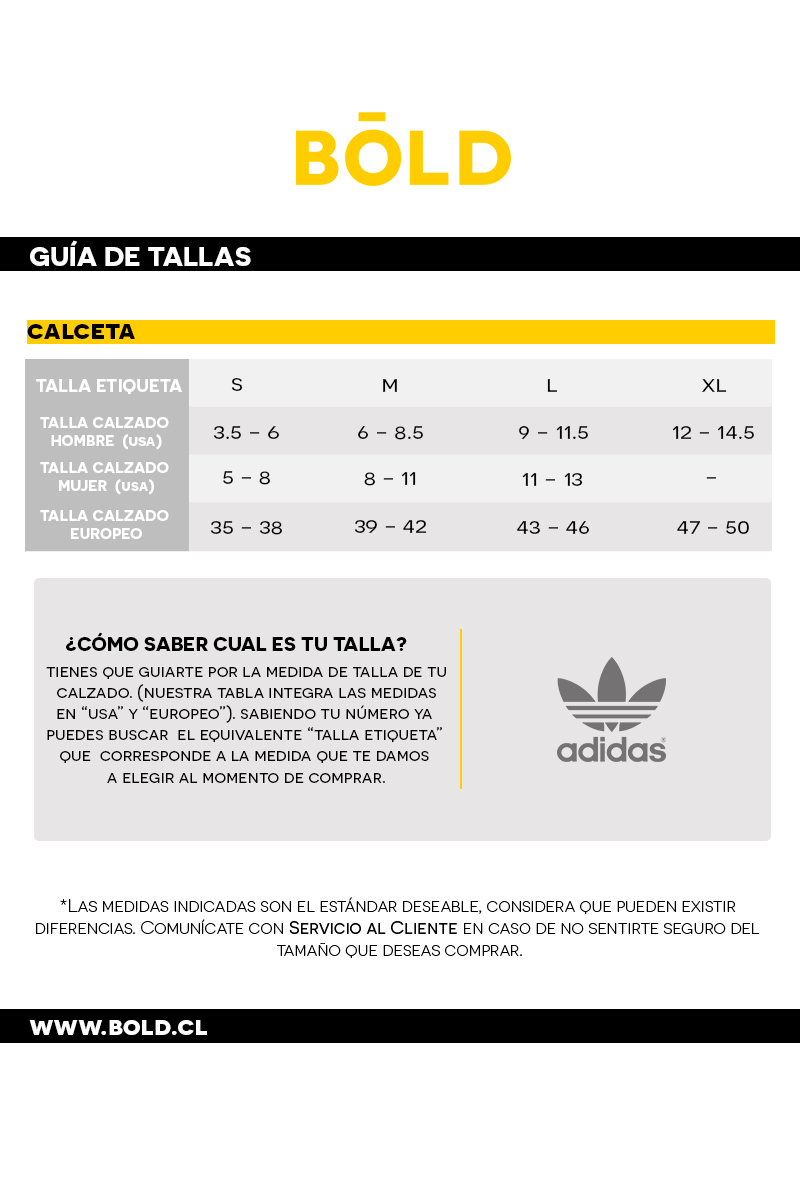 BŌLD
GUÍA DE TALLAS
CALCETA
TALLA ETIQUETA S M L XL
TALLA CALZADO
HOMBRE (USA) 3.5 – 6 6 – 8.5 9 – 11.5 12 – 14.5
TALLA CALZADO
MUJER (USA) 5 – 8 8 – 11 11 – 13 –
TALLA CALZADO
EUROPEO 35 – 38 39 – 42 43 – 46 47 – 50
¿CÓMO SABER CUAL ES TU TALLA?
TIENES QUE GUIARTE POR LA MEDIDA DE TALLA DE TU
CALZADO. (NUESTRA TABLA INTEGRA LAS MEDIDAS
EN “USA” Y “EUROPEO”). SABIENDO TU NÚMERO YA
PUEDES BUSCAR EL EQUIVALENTE “TALLA ETIQUETA”
QUE CORRESPONDE A LA MEDIDA QUE TE DAMOS
A ELEGIR AL MOMENTO DE COMPRAR.
adidas®
*LAS MEDIDAS INDICADAS SON EL ESTÁNDAR DESEABLE, CONSIDERA QUE PUEDEN EXISTIR
DIFERENCIAS. COMUNÍCATE CON SERVICIO AL CLIENTE EN CASO DE NO SENTIRTE SEGURO DEL
TAMAÑO QUE DESEAS COMPRAR.
WWW.BOLD.CL